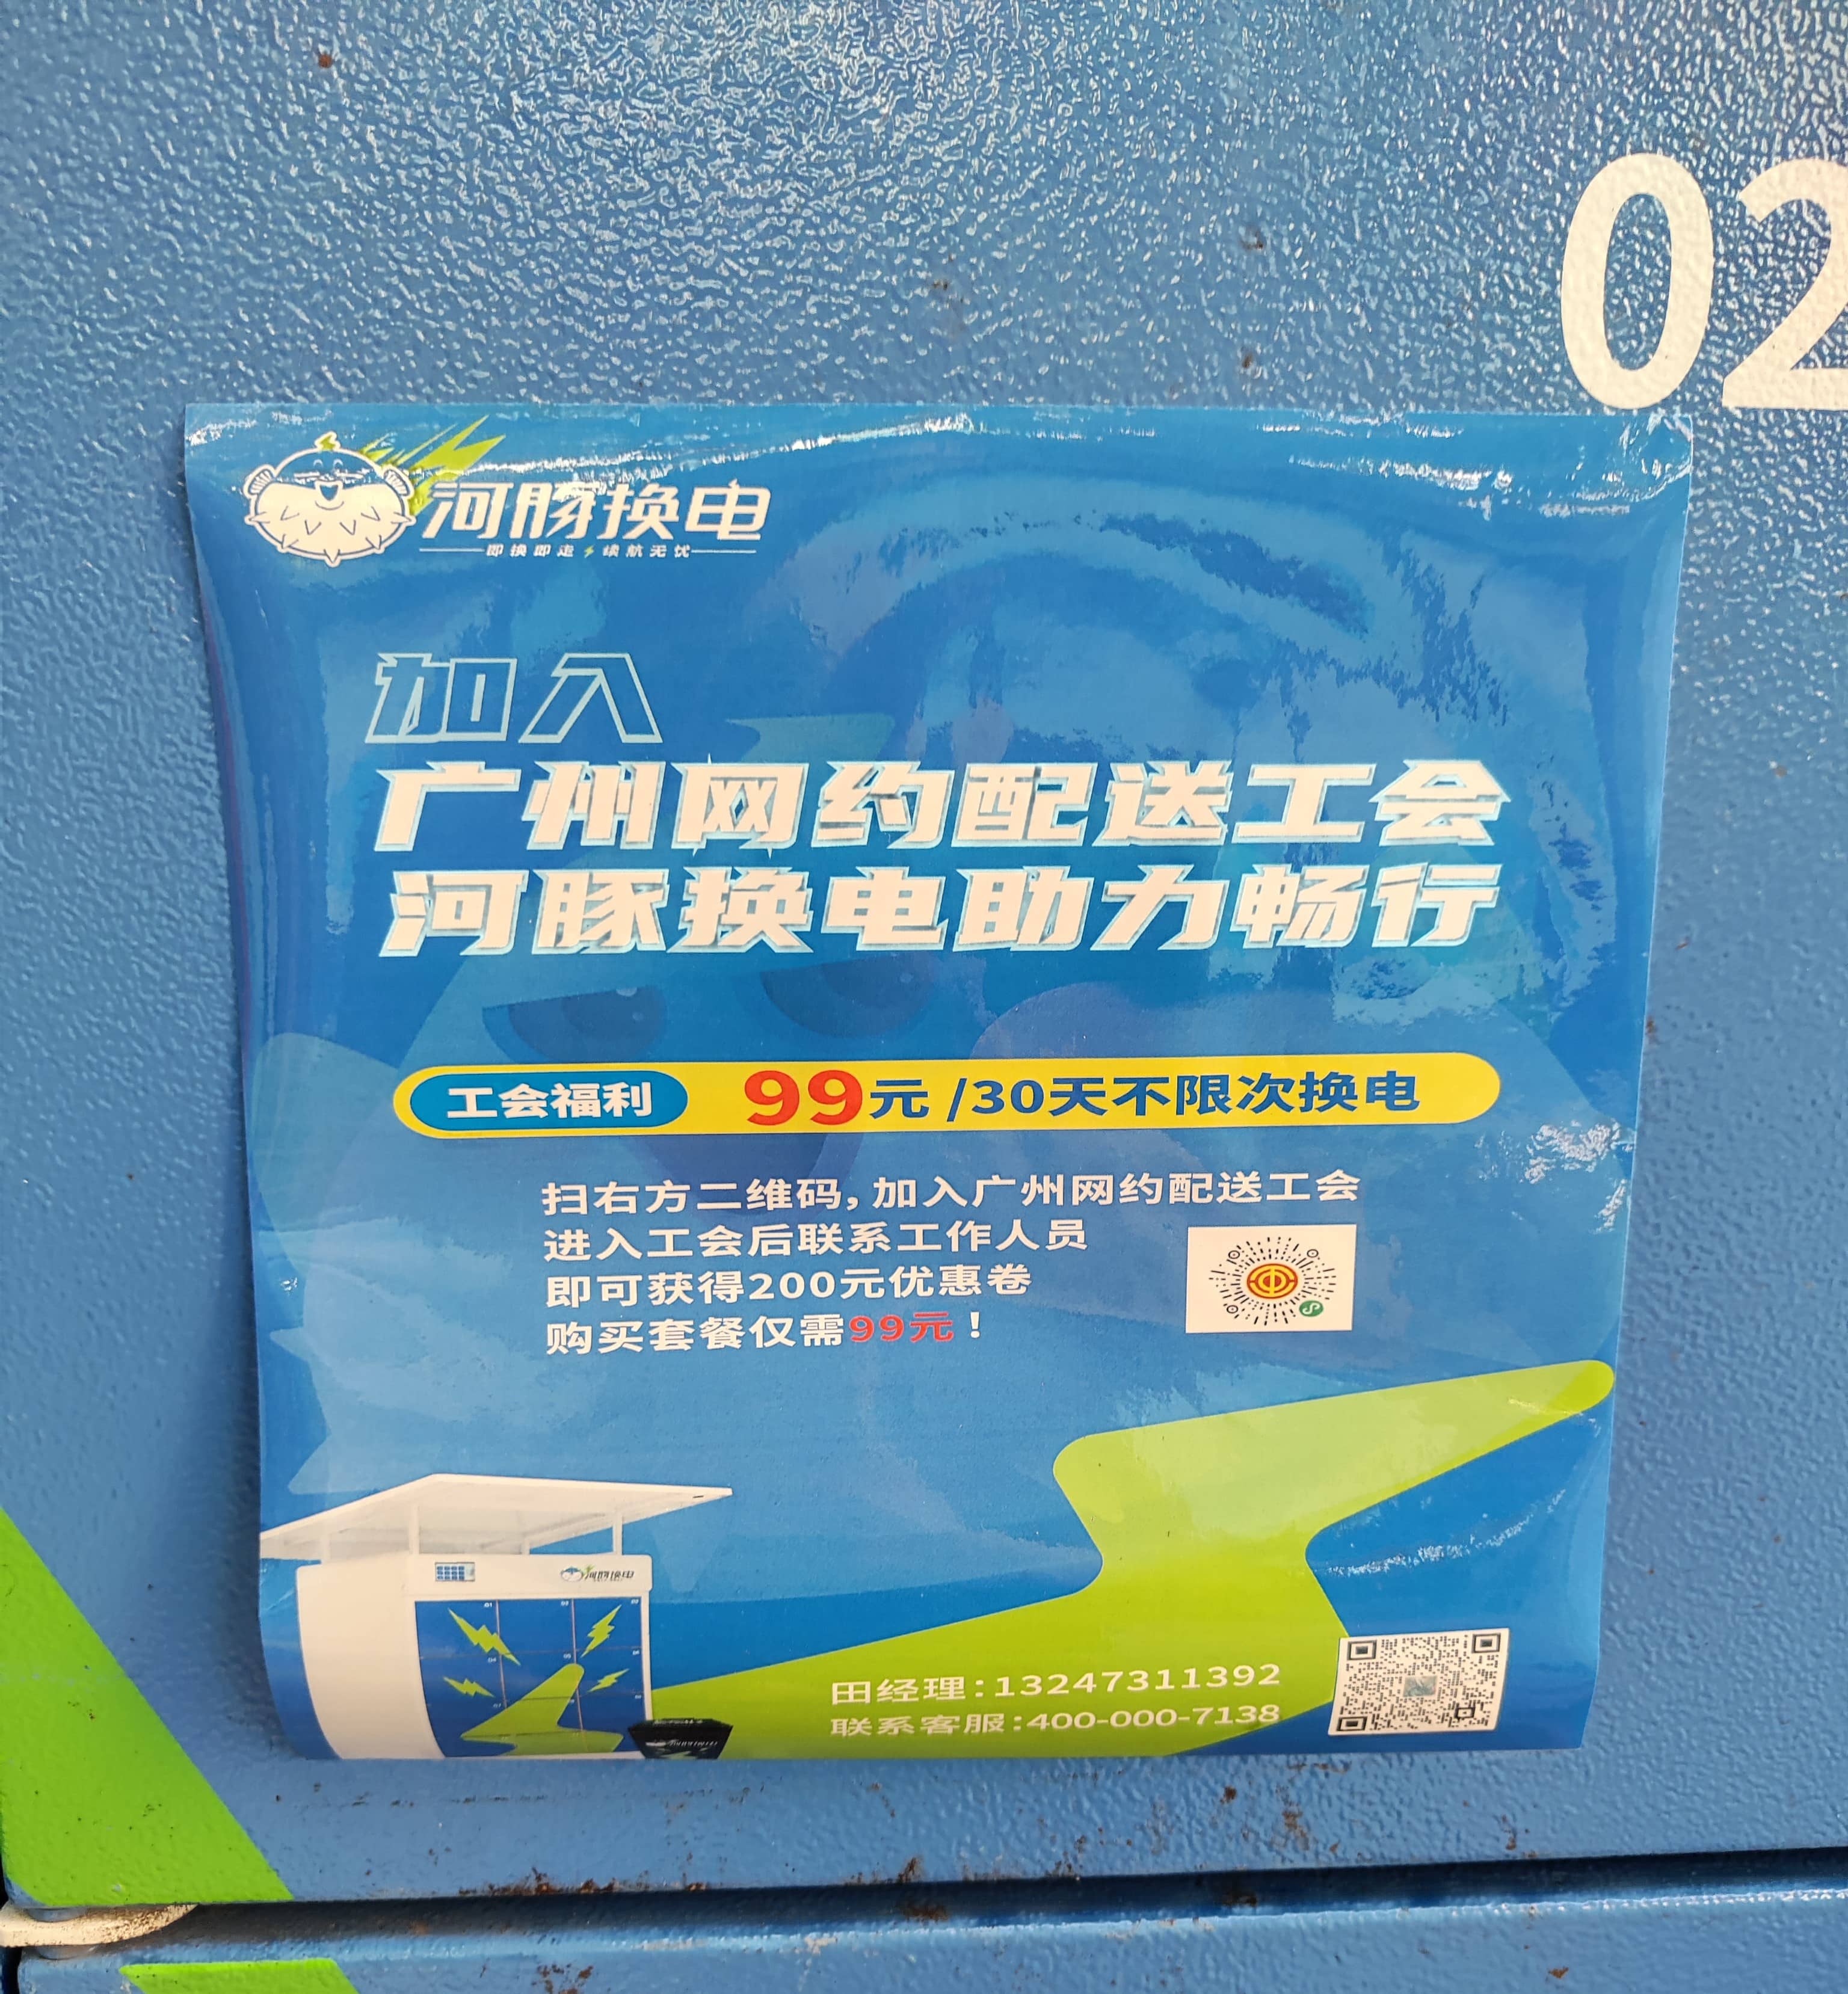 02
河豚换电
即换即走 续航无忧
加入
广州网约配送工会
河豚换电助力畅行
工会福利 99元 /30天不限次换电
扫右方二维码，加入广州网约配送工会
进入工会后联系工作人员
即可获得200元优惠卷
购买套餐仅需99元！
河豚换电
田经理：13247311392
联系客服：400-000-7138